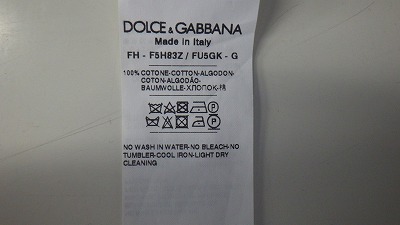 DOLCE & GABBANA
Made in Italy
FH - F5H83Z / FU5GK - G
100% COTONE-COTTON-ALGODON-
COTON-ALGODÃO-
BAUMWOLLE-ХЛОПОК-棉
NO WASH IN WATER-NO BLEACH-NO
TUMBLER-COOL IRON-LIGHT DRY
CLEANING